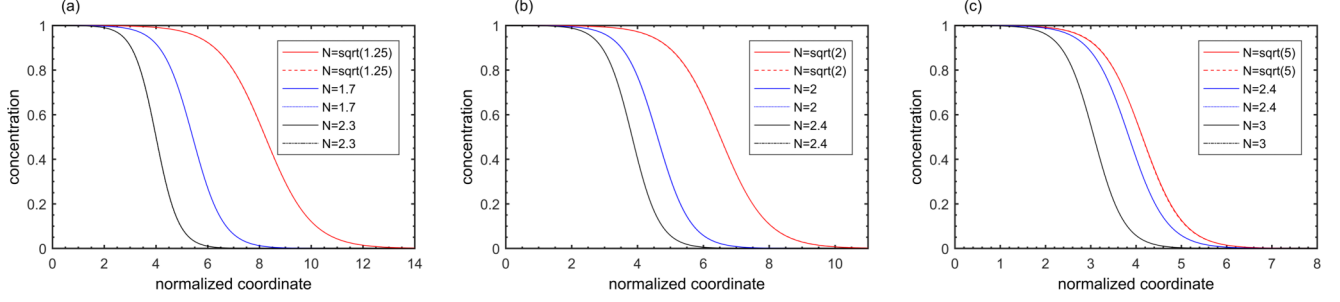 (a)
1
0.8
0.6
0.4
0.2
0
concentration
0 2 4 6 8 10 12 14
normalized coordinate
N=sqrt(1.25)
N=sqrt(1.25)
N=1.7
N=1.7
N=2.3
N=2.3
(b)
1
0.8
0.6
0.4
0.2
0
concentration
0 2 4 6 8 10
normalized coordinate
N=sqrt(2)
N=sqrt(2)
N=2
N=2
N=2.4
N=2.4
(c)
1
0.8
0.6
0.4
0.2
0
concentration
0 1 2 3 4 5 6 7 8
normalized coordinate
N=sqrt(5)
N=sqrt(5)
N=2.4
N=2.4
N=3
N=3